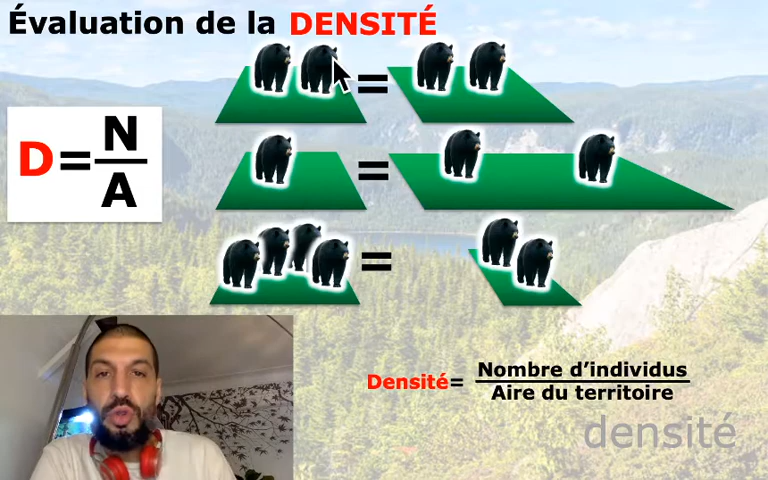 Évaluation de la DENSITÉ
=
D=N/A
=
=
Densité= Nombre d'individus
Aire du territoire
densité